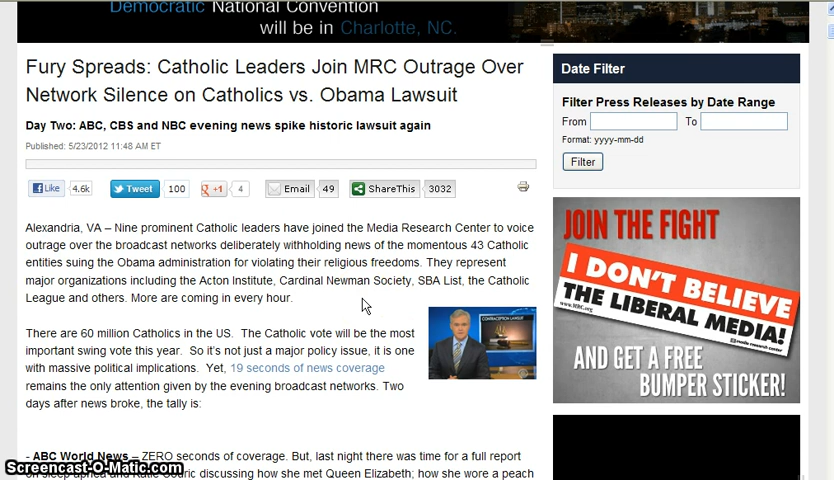 Democratic National Convention
will be in Charlotte, NC.
Fury Spreads: Catholic Leaders Join MRC Outrage Over
Network Silence on Catholics vs. Obama Lawsuit
Day Two: ABC, CBS and NBC evening news spike historic lawsuit again
Published: 5/23/2012 11:48 AM ET
Like 4.6k Tweet 100 +1 4 Email 49 ShareThis 3032
Alexandria, VA – Nine prominent Catholic leaders have joined the Media Research Center to voice
outrage over the broadcast networks deliberately withholding news of the momentous 43 Catholic
entities suing the Obama administration for violating their religious freedoms. They represent
major organizations including the Acton Institute, Cardinal Newman Society, SBA List, the Catholic
League and others. More are coming in every hour.
There are 60 million Catholics in the US. The Catholic vote will be the most
important swing vote this year. So it's not just a major policy issue, it is one
with massive political implications. Yet, 19 seconds of news coverage
remains the only attention given by the evening broadcast networks. Two
days after news broke, the tally is:
CONTRACEPTION LAWSUIT
- ABC World News – ZERO seconds of coverage. But, last night there was time for a full report
on sleep apnea and Katie Couric discussing how she met Queen Elizabeth; how she wore a peach
Date Filter
Filter Press Releases by Date Range
From To
Format: yyyy-mm-dd
Filter
JOIN THE FIGHT
I DON'T BELIEVE
THE LIBERAL MEDIA!
www.MRC.org
media research center
AND GET A FREE
BUMPER STICKER!
Screencast-O-Matic.com